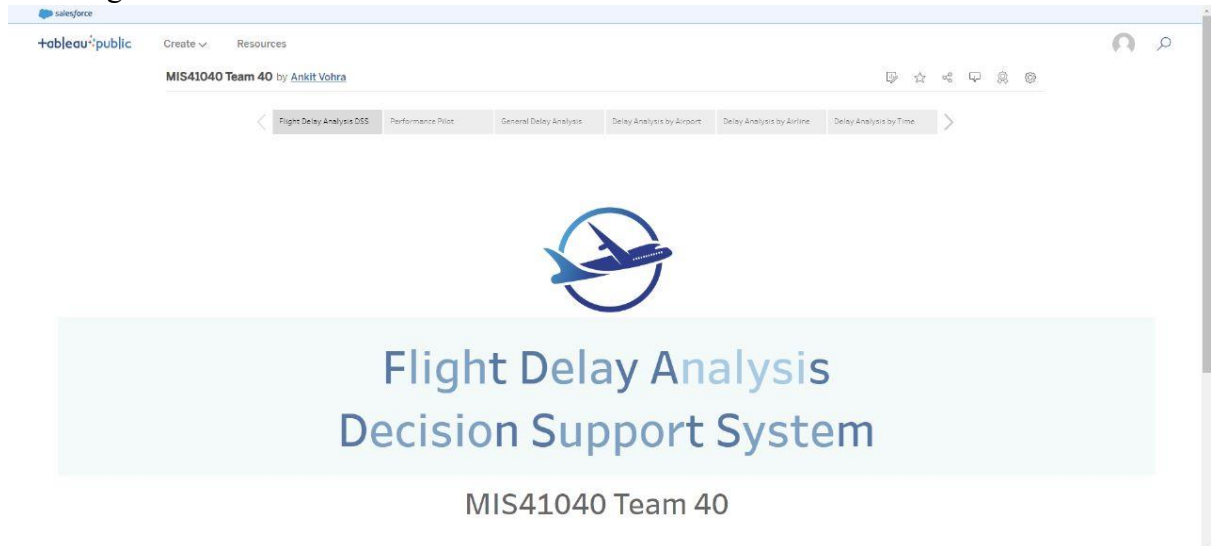 salesforce
+ableau public Create Resources
MIS41040 Team 40 by Ankit Vohra
Flight Delay Analysis DSS Performance Pilot General Delay Analysis Delay Analysis by Airport Delay Analysis by Airline Delay Analysis by Time
Flight Delay Analysis
Decision Support System
MIS41040 Team 40